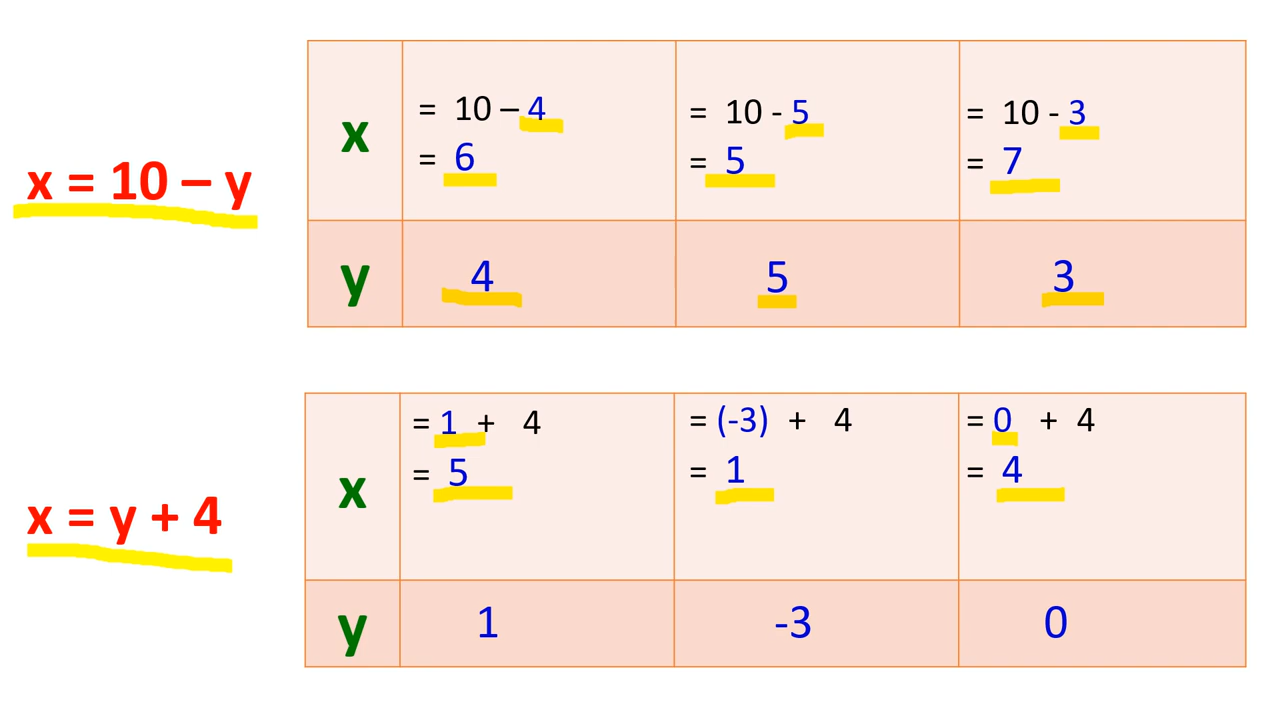 x = 10 – y
x
= 10 – 4
= 6
= 10 - 5
= 5
= 10 - 3
= 7
y
4
5
3
x = y + 4
x
= 1 + 4
= 5
= (-3) + 4
= 1
= 0 + 4
= 4
y
1
-3
0